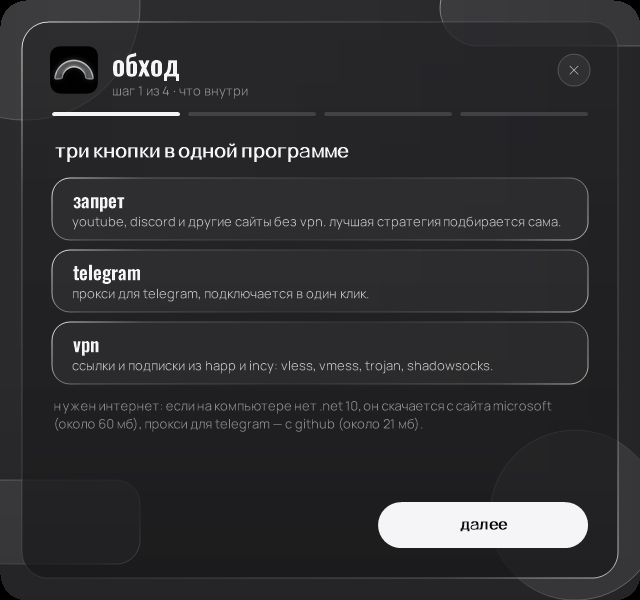 обход
шаг 1 из 4 · что внутри
три кнопки в одной программе
запрет
youtube, discord и другие сайты без vpn. лучшая стратегия подбирается сама.
telegram
прокси для telegram, подключается в один клик.
vpn
ссылки и подписки из happ и incy: vless, vmess, trojan, shadowsocks.
нужен интернет: если на компьютере нет .net 10, он скачается с сайта microsoft
(около 60 мб), прокси для telegram — с github (около 21 мб).
далее